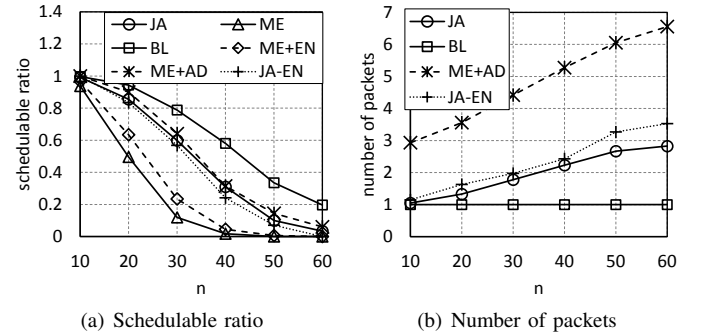 1.4
1.2
1
0.8
0.6
0.4
0.2
0
schedulable ratio
JA
ME
BL
ME+EN
ME+AD
JA-EN
10 20 30 40 50 60
n
(a) Schedulable ratio
7
6
5
4
3
2
1
0
number of packets
JA
BL
ME+AD
JA-EN
10 20 30 40 50 60
n
(b) Number of packets